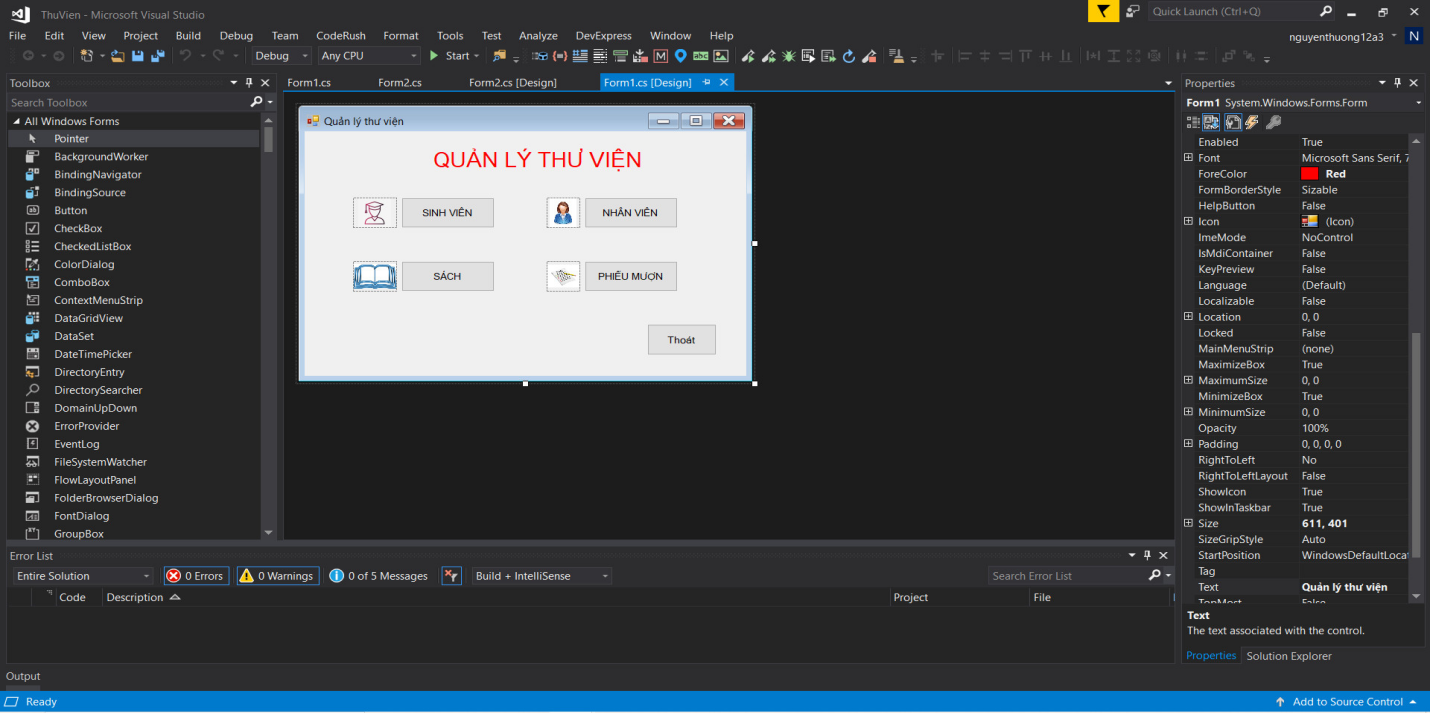 ThuVien - Microsoft Visual Studio
Quick Launch (Ctrl+Q)
File Edit View Project Build Debug Team CodeRush Format Tools Test Analyze DevExpress Window Help
nguyenthuong12a3 N
Debug Any CPU Start
Toolbox
Search Toolbox
All Windows Forms
Pointer
BackgroundWorker
BindingNavigator
BindingSource
Button
CheckBox
CheckedListBox
ColorDialog
ComboBox
ContextMenuStrip
DataGridView
DataSet
DateTimePicker
DirectoryEntry
DirectorySearcher
DomainUpDown
ErrorProvider
EventLog
FileSystemWatcher
FlowLayoutPanel
FolderBrowserDialog
FontDialog
GroupBox
Form1.cs Form2.cs Form2.cs [Design] Form1.cs [Design]
Quản lý thư viện
QUẢN LÝ THƯ VIỆN
SINH VIÊN NHÂN VIÊN
SÁCH PHIẾU MƯỢN
Thoát
Properties
Form1 System.Windows.Forms.Form
Enabled True
Font Microsoft Sans Serif, 7
ForeColor Red
FormBorderStyle Sizable
HelpButton False
Icon (Icon)
ImeMode NoControl
IsMdiContainer False
KeyPreview False
Language (Default)
Localizable False
Location 0, 0
Locked False
MainMenuStrip (none)
MaximizeBox True
MaximumSize 0, 0
MinimizeBox True
MinimumSize 0, 0
Opacity 100%
Padding 0, 0, 0, 0
RightToLeft No
RightToLeftLayout False
ShowIcon True
ShowInTaskbar True
Size 611, 401
SizeGripStyle Auto
StartPosition WindowsDefaultLocat
Tag
Text Quản lý thư viện
TopMost False
Text
The text associated with the control.
Properties Solution Explorer
Error List
Entire Solution 0 Errors 0 Warnings 0 of 5 Messages Build + IntelliSense Search Error List
Code Description Project File
Output
Ready Add to Source Control